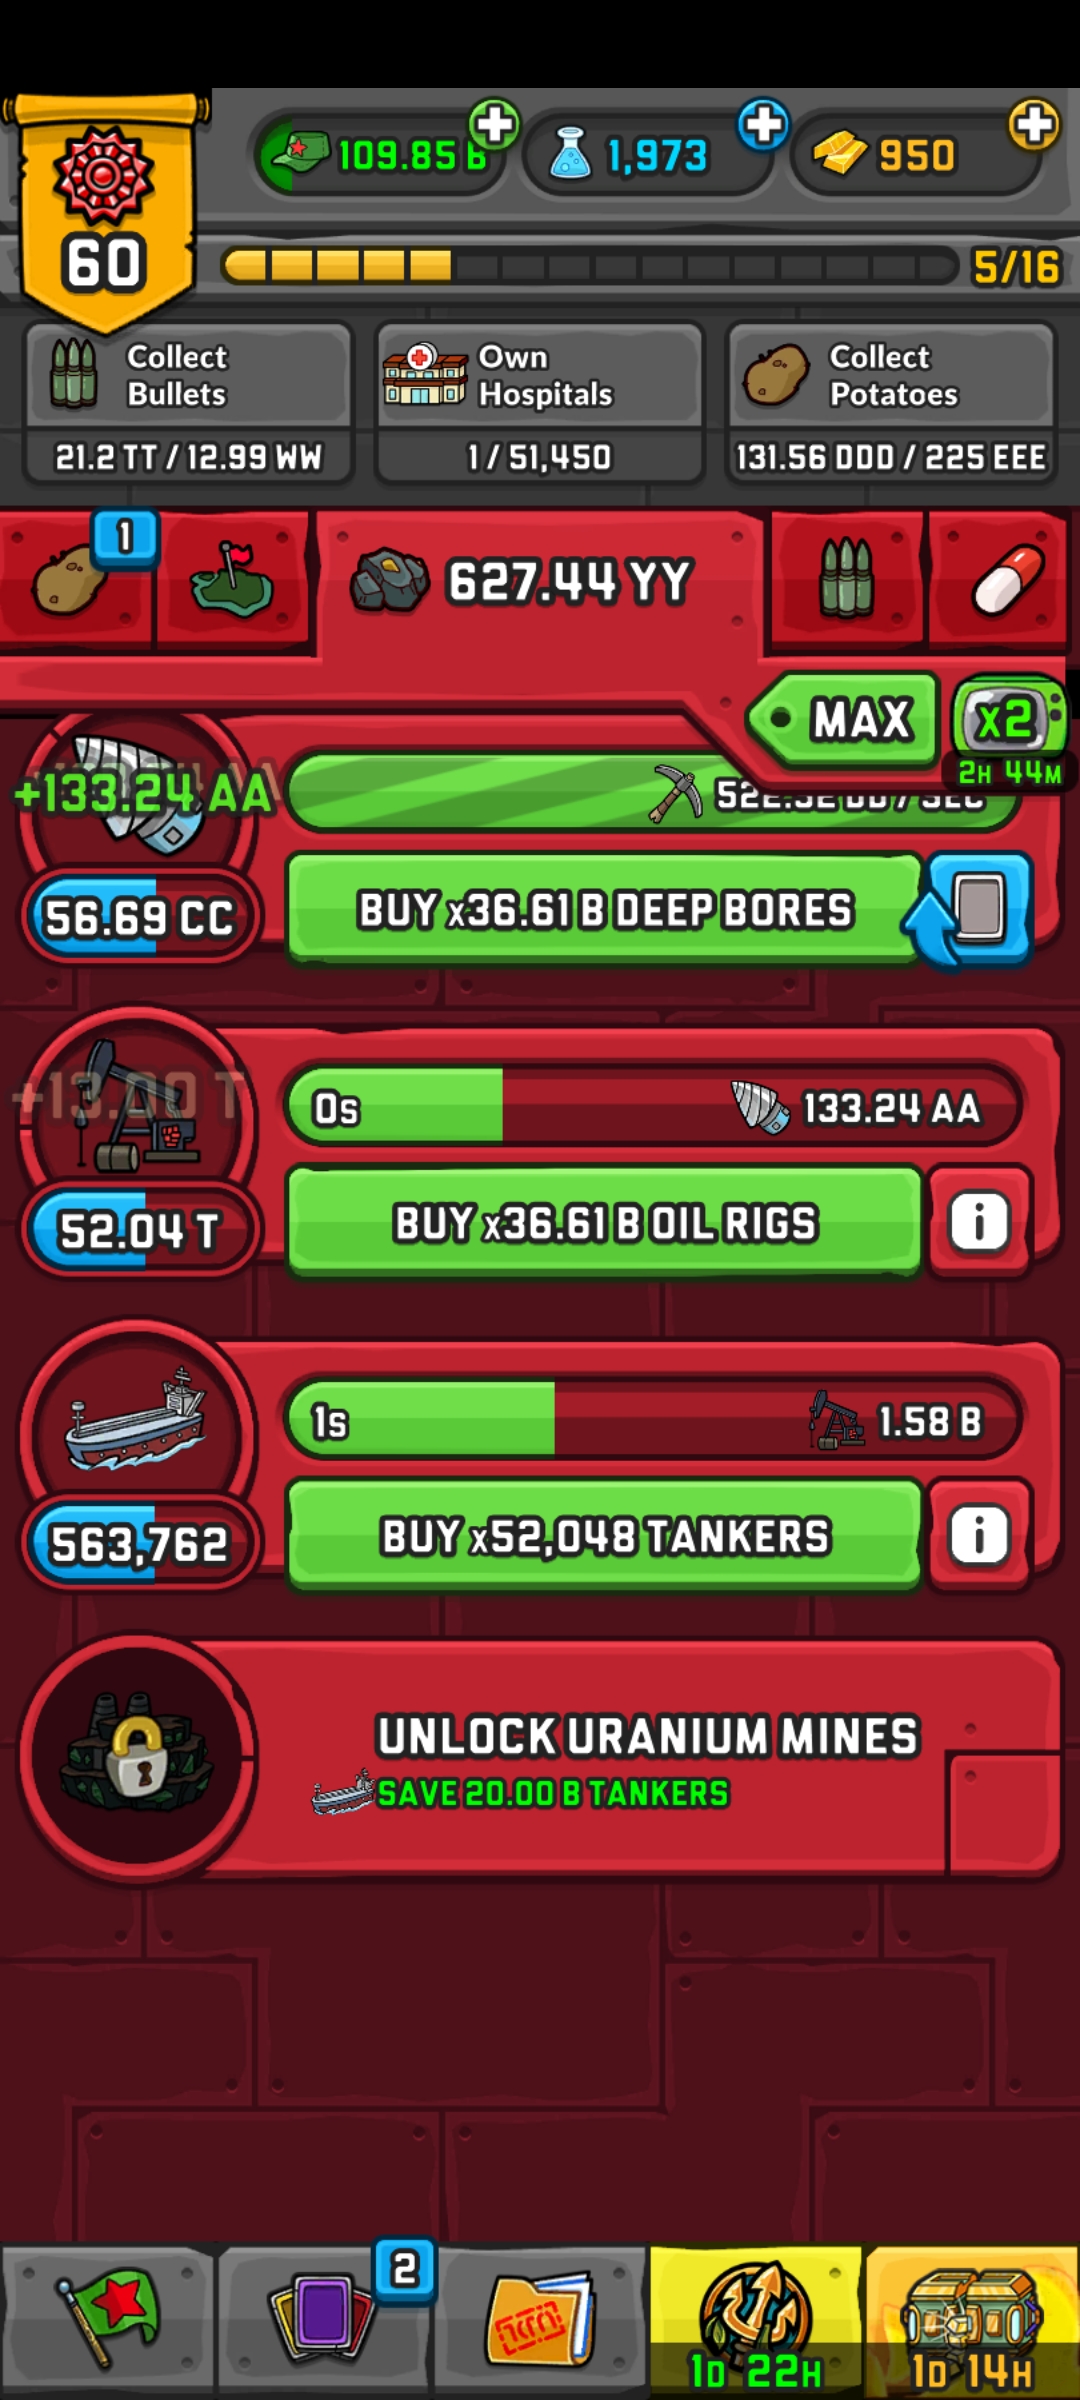 109.85 B
1,973
950
60
5/16
Collect
Bullets
21.2 TT / 12.99 WW
Own
Hospitals
1 / 51,450
Collect
Potatoes
131.56 DDD / 225 EEE
1
627.44 YY
MAX
x2
2H 44M
+133.24 AA
56.69 CC
BUY x36.61 B DEEP BORES
+13.00 T
0s
133.24 AA
52.04 T
BUY x36.61 B OIL RIGS
i
1s
1.58 B
563,762
BUY x52,048 TANKERS
i
UNLOCK URANIUM MINES
SAVE 20.00 B TANKERS
2
1D 22H
1D 14H